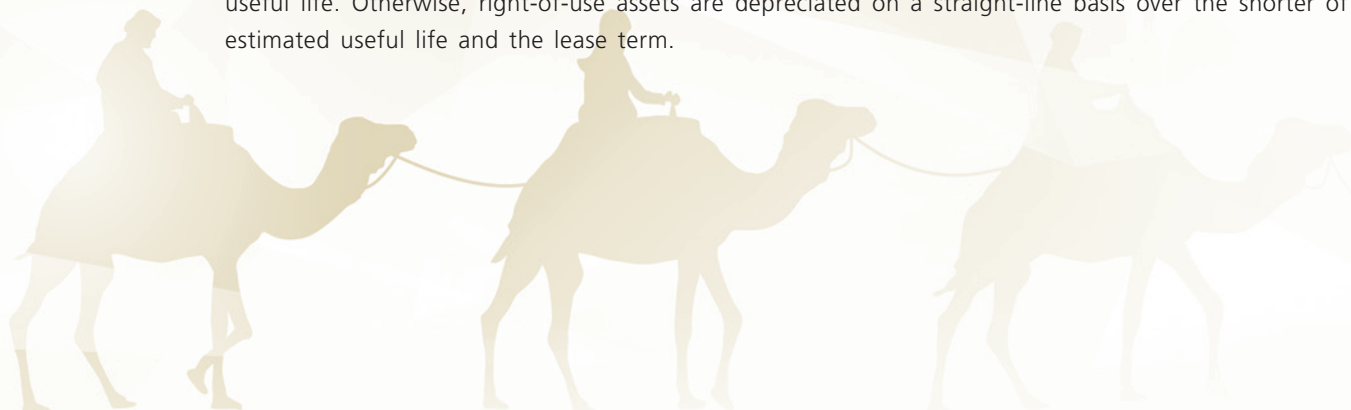 useful life. Otherwise, right-of-use assets are depreciated on a straight-line basis over the shorter of
estimated useful life and the lease term.